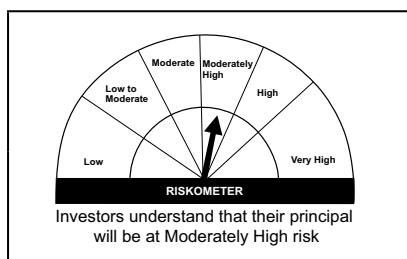 Low
Low to
Moderate
Moderate
Moderately
High
High
Very High
RISKOMETER
Investors understand that their principal
will be at Moderately High risk